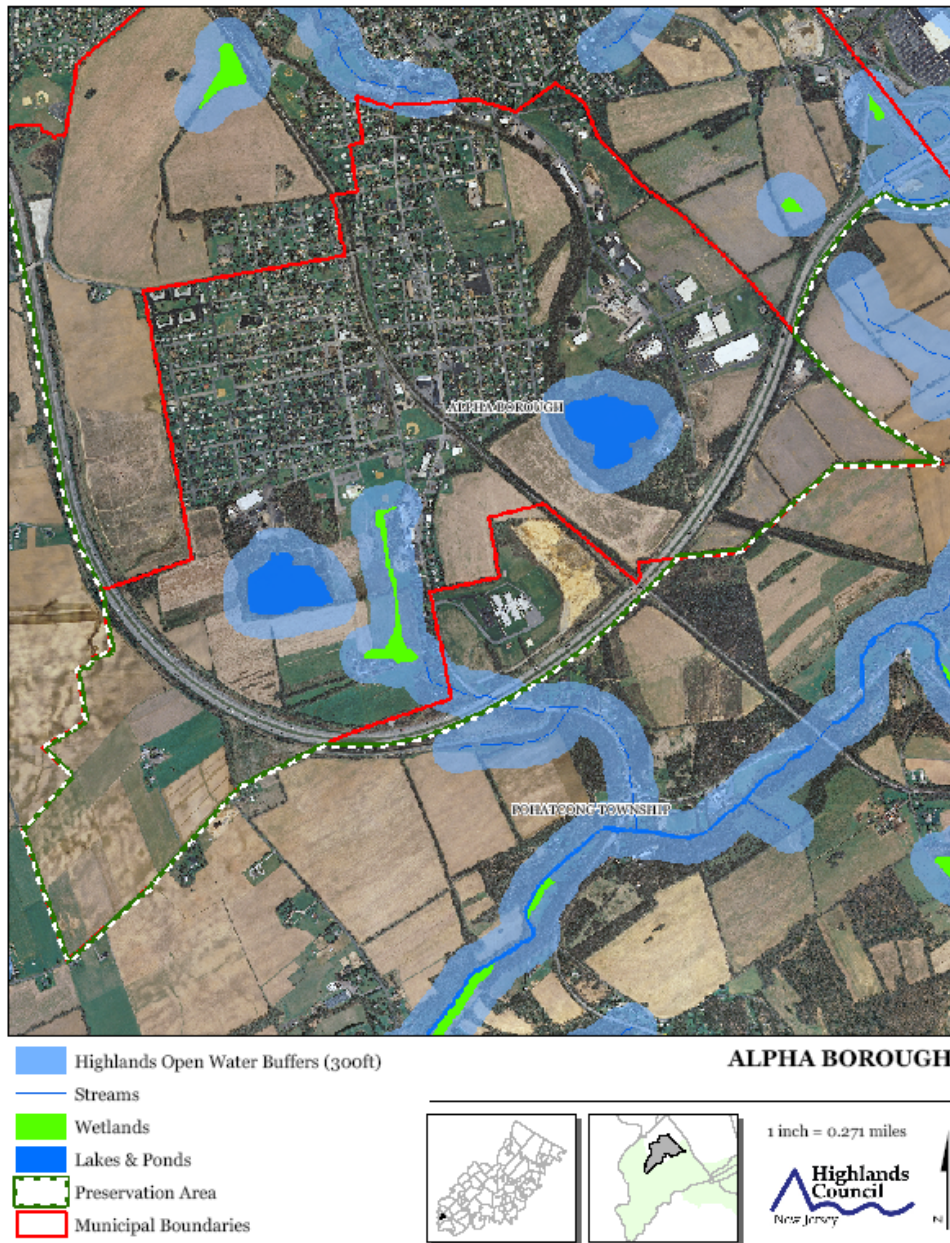 ALPHA BOROUGH
POHATCONG TOWNSHIP
Highlands Open Water Buffers (300ft)
Streams
Wetlands
Lakes & Ponds
Preservation Area
Municipal Boundaries
ALPHA BOROUGH
1 inch = 0.271 miles
Highlands
Council
New Jersey
N